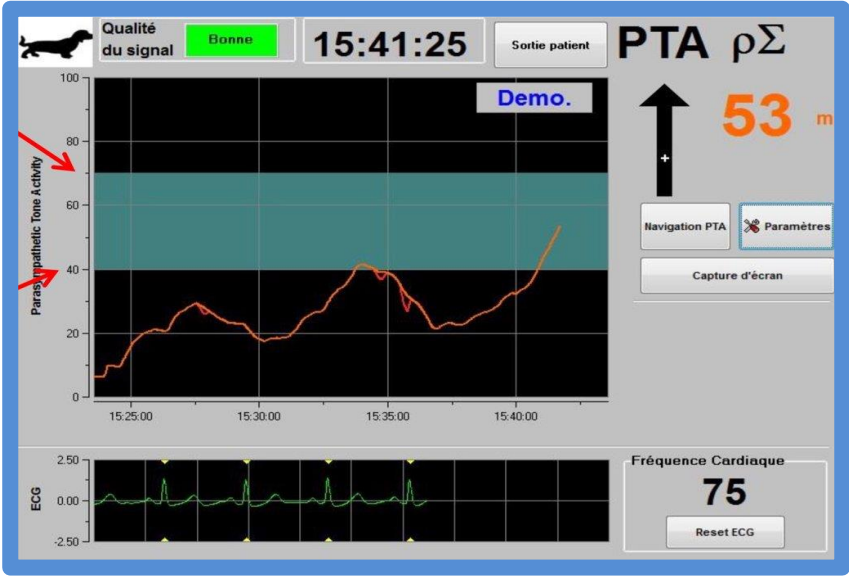 Qualité
du signal
Bonne
15:41:25
Sortie patient
PTA ρΣ
Demo.
53 m
Navigation PTA
Paramètres
Capture d'écran
Parasympathetic Tone Activity
100
80
60
40
20
0
15:25:00 15:30:00 15:35:00 15:40:00
ECG
2.50
0.00
-2.50
Fréquence Cardiaque
75
Reset ECG